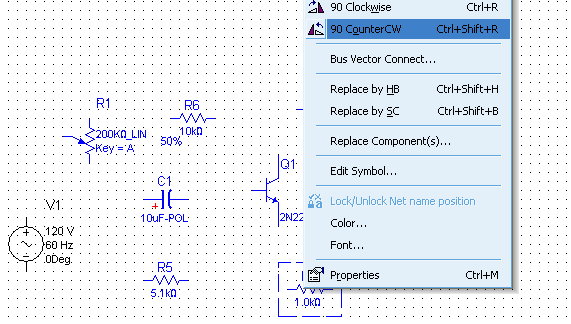 90 Clockwise Ctrl+R
90 CounterCW Ctrl+Shift+R
Bus Vector Connect...
Replace by HB Ctrl+Shift+H
Replace by SC Ctrl+Shift+B
Replace Component(s)...
Edit Symbol...
Lock/Unlock Net name position
Color...
Font...
Properties Ctrl+M
R1
200KΩ_LIN
Key = A
50%
R6
10kΩ
C1
10uF-POL
Q1
2N22
V1
120 V
60 Hz
0Deg
R5
5.1kΩ
1.0kΩ